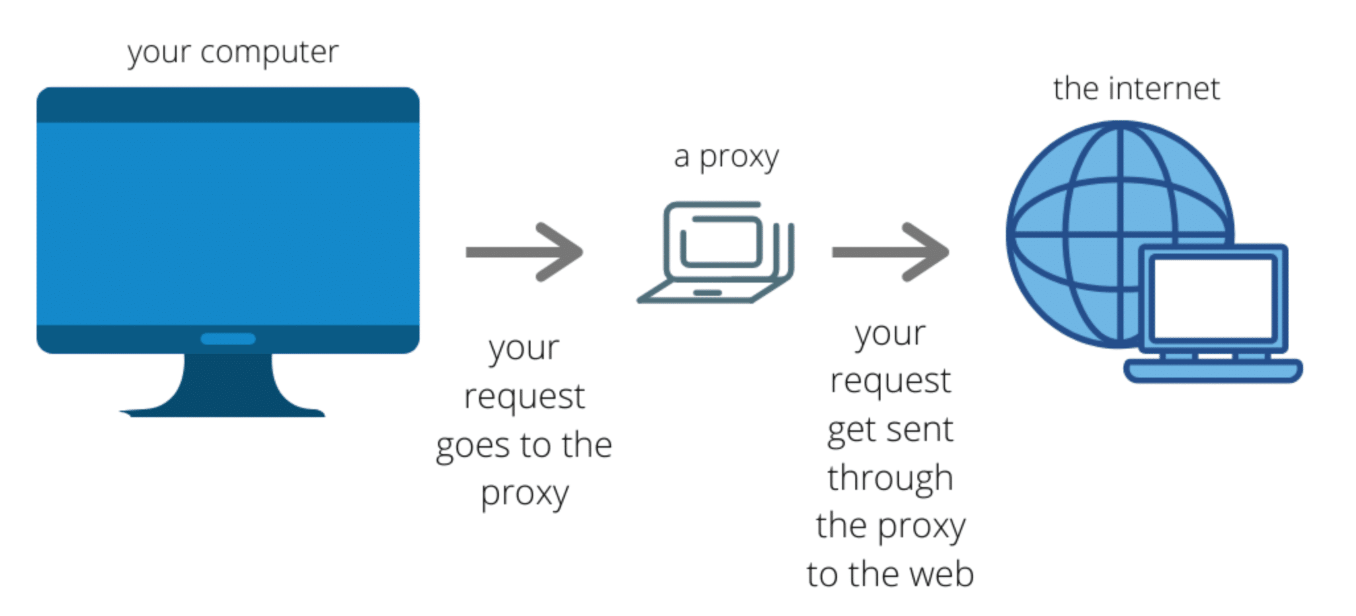 your computer
the internet
a proxy
your
request
goes to the
proxy
your
request
get sent
through
the proxy
to the web